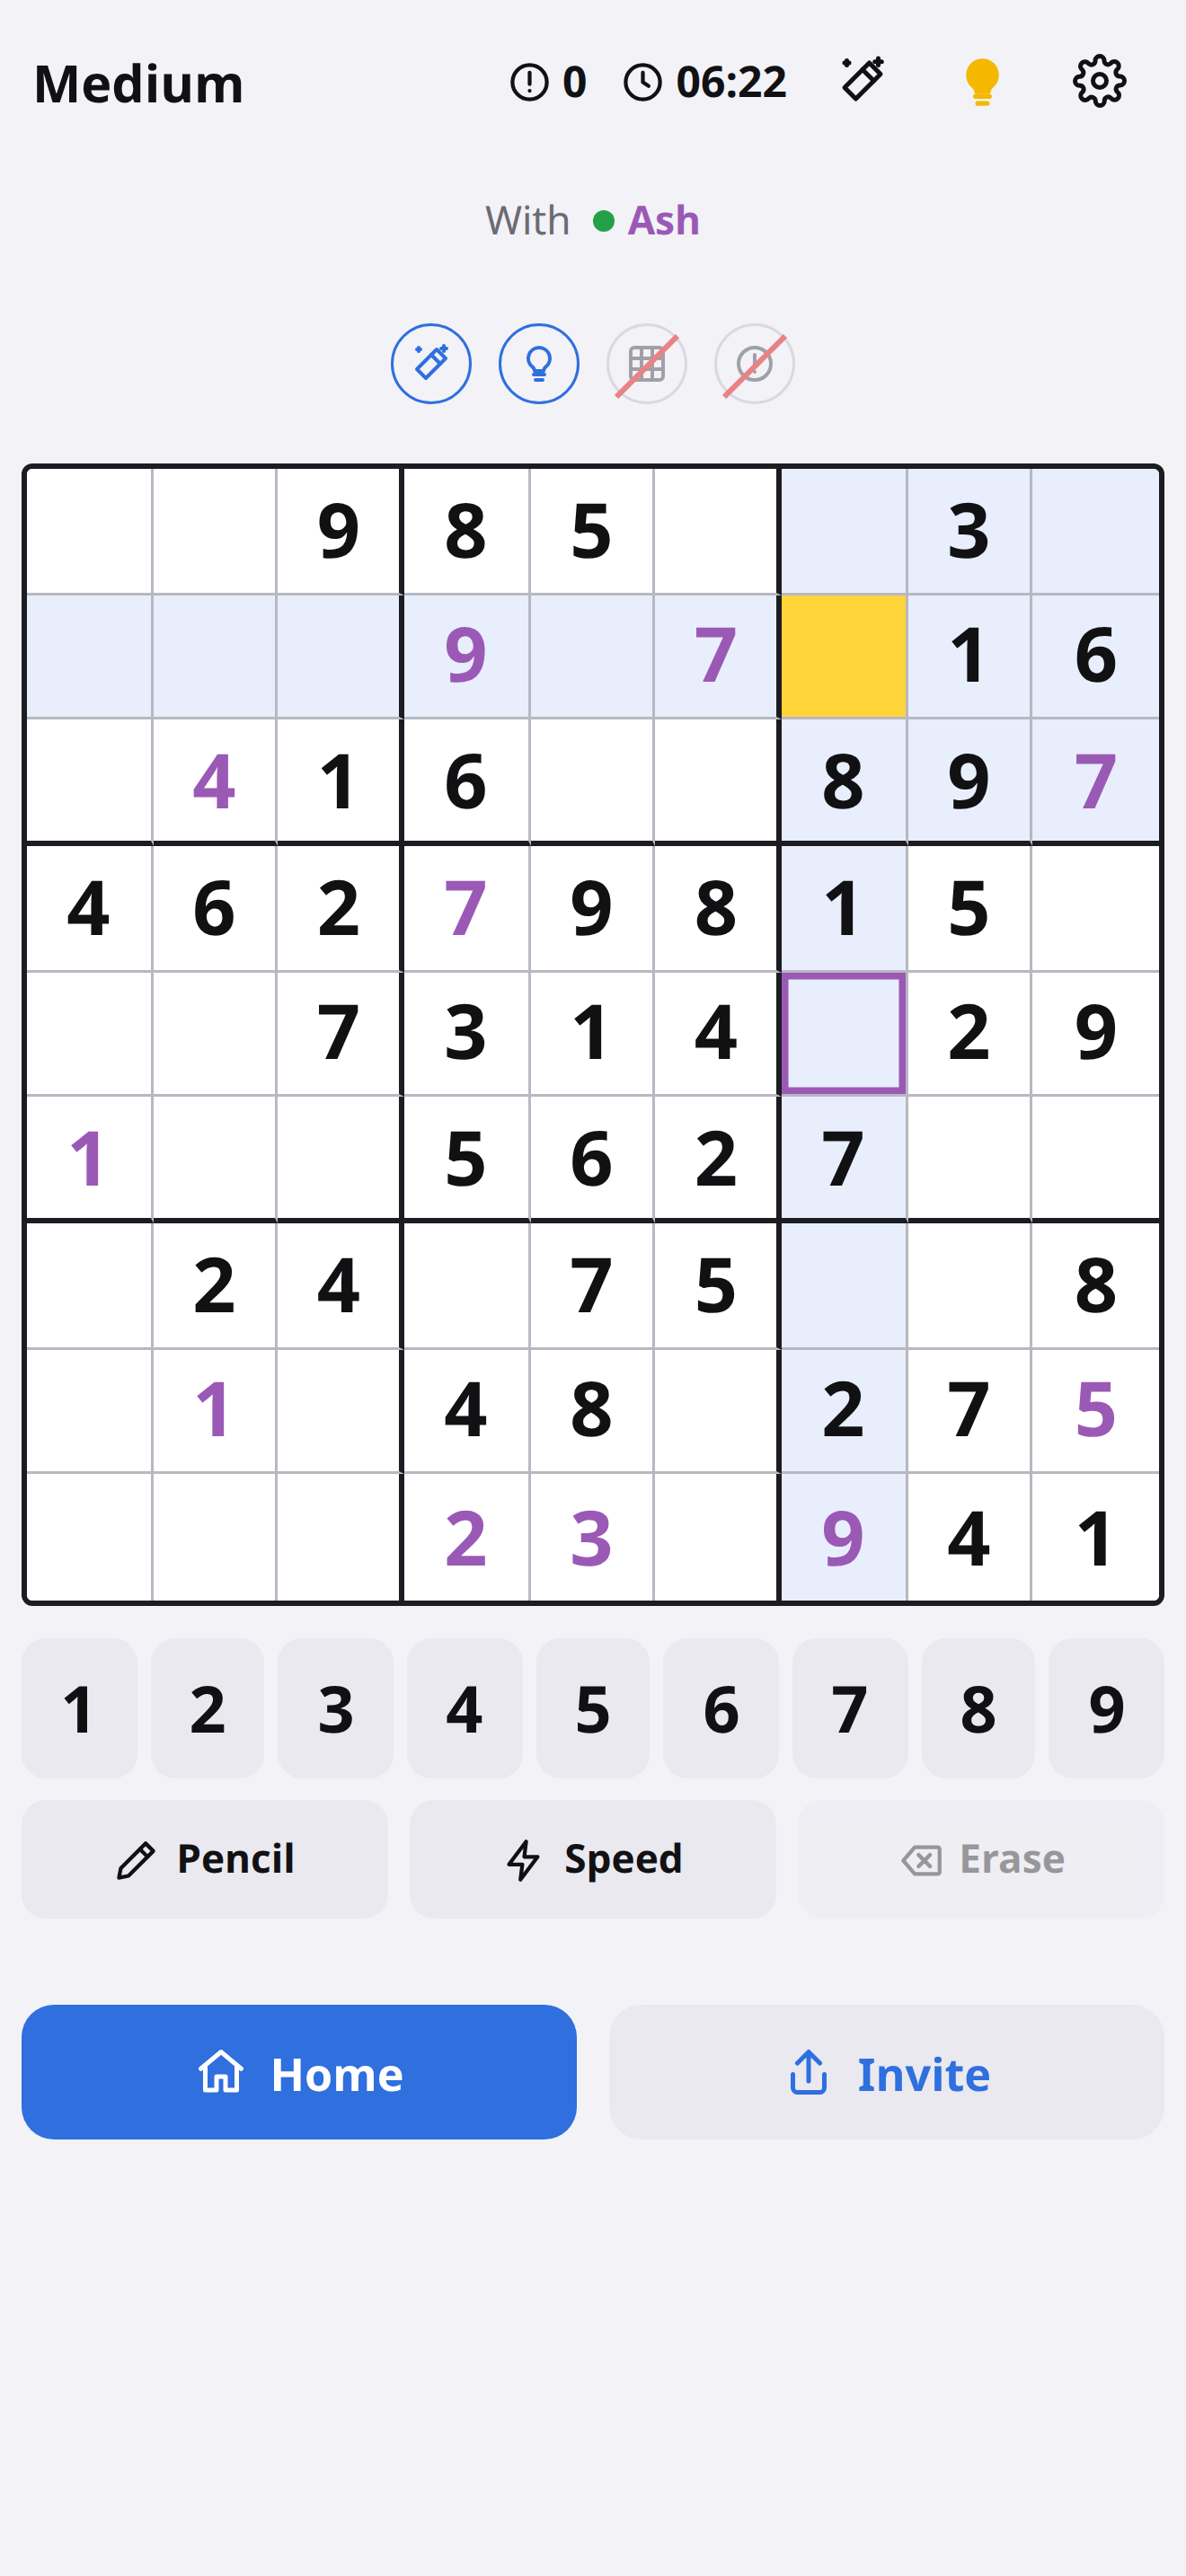 Medium 0 06:22
With Ash
9 8 5 3
9 7 1 6
4 1 6 8 9 7
4 6 2 7 9 8 1 5
7 3 1 4 2 9
1 5 6 2 7
2 4 7 5 8
1 4 8 2 7 5
2 3 9 4 1
1 2 3 4 5 6 7 8 9
Pencil Speed Erase
Home Invite